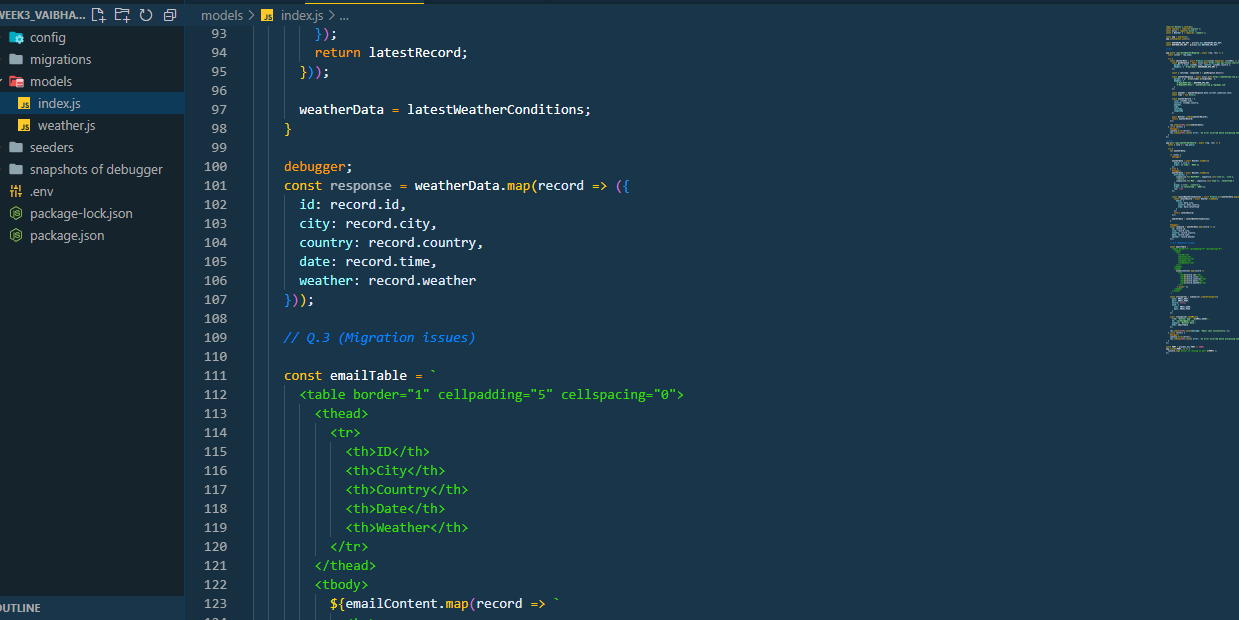 WEEK3_VAIBHA...
config
migrations
models
JS index.js
JS weather.js
seeders
snapshots of debugger
.env
package-lock.json
package.json
OUTLINE
models > JS index.js > ...
93 });
94 return latestRecord;
95 }));
96
97 weatherData = latestWeatherConditions;
98 }
99
100 debugger;
101 const response = weatherData.map(record => ({
102 id: record.id,
103 city: record.city,
104 country: record.country,
105 date: record.time,
106 weather: record.weather
107 }));
108
109 // Q.3 (Migration issues)
110
111 const emailTable = `
112 <table border="1" cellpadding="5" cellspacing="0">
113 <thead>
114 <tr>
115 <th>ID</th>
116 <th>City</th>
117 <th>Country</th>
118 <th>Date</th>
119 <th>Weather</th>
120 </tr>
121 </thead>
122 <tbody>
123 ${emailContent.map(record => `